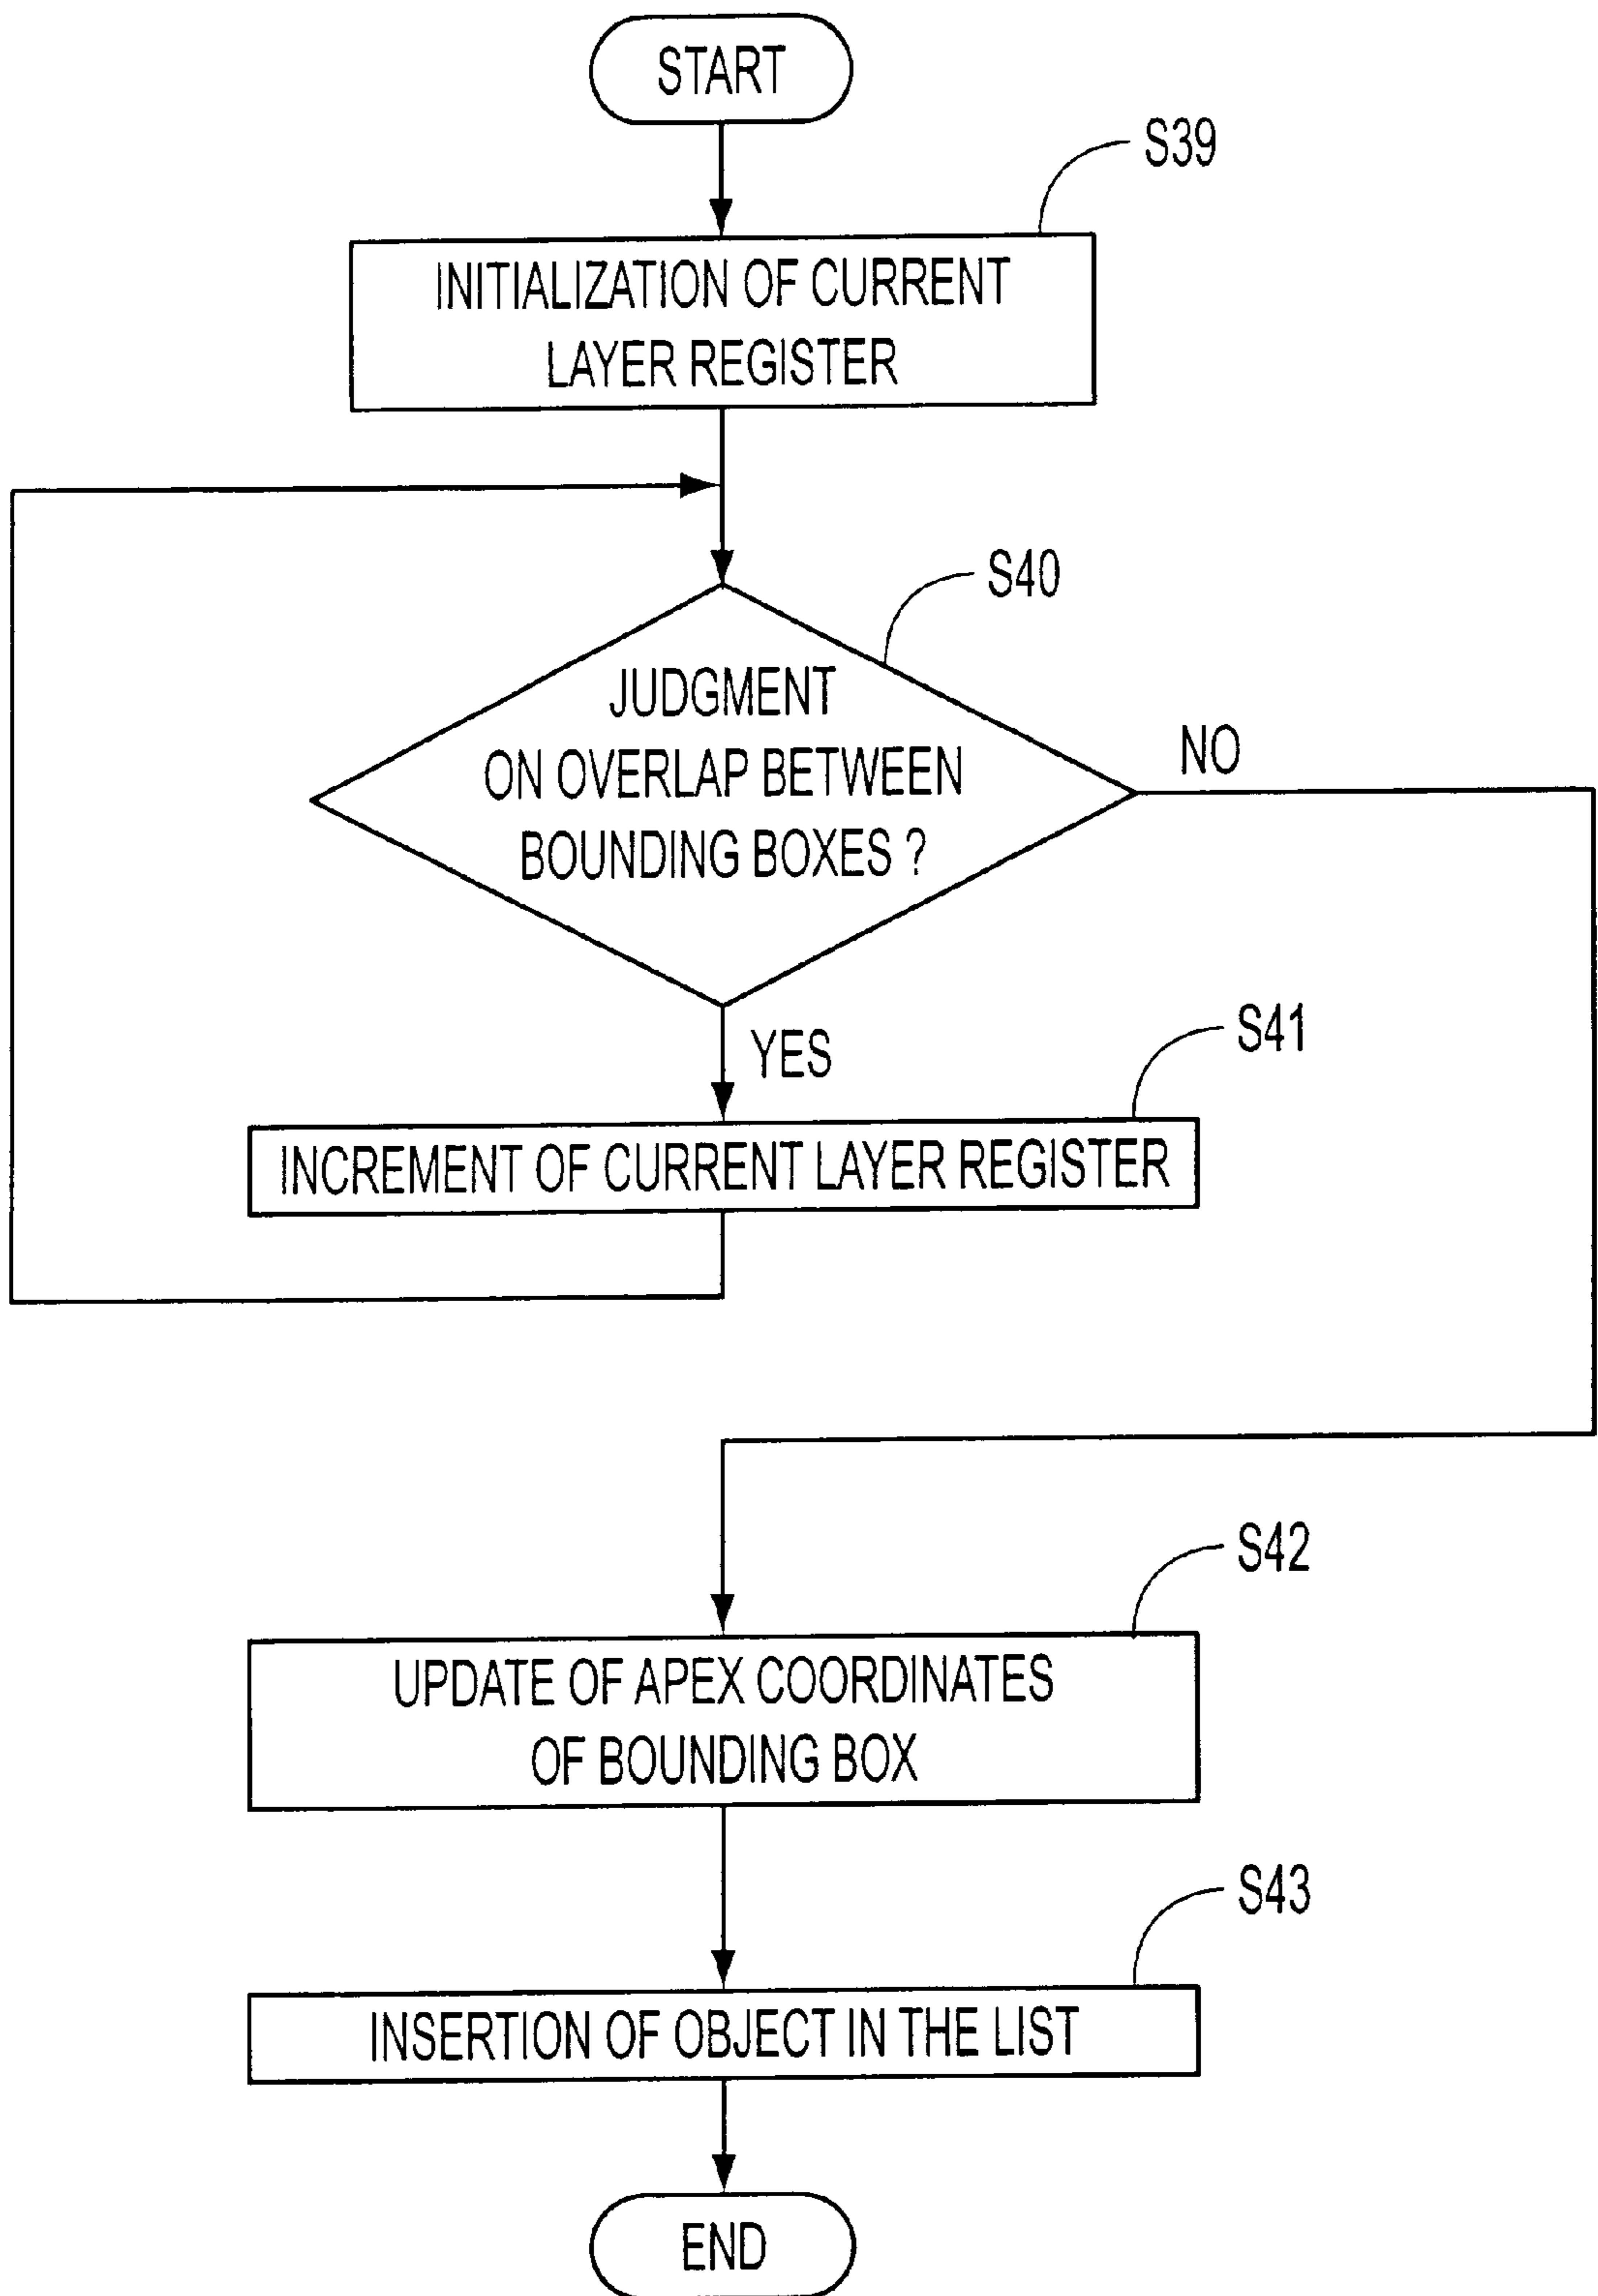 START
S39
INITIALIZATION OF CURRENT
LAYER REGISTER
S40
JUDGMENT
ON OVERLAP BETWEEN
BOUNDING BOXES ?
NO
YES
S41
INCREMENT OF CURRENT LAYER REGISTER
S42
UPDATE OF APEX COORDINATES
OF BOUNDING BOX
S43
INSERTION OF OBJECT IN THE LIST
END